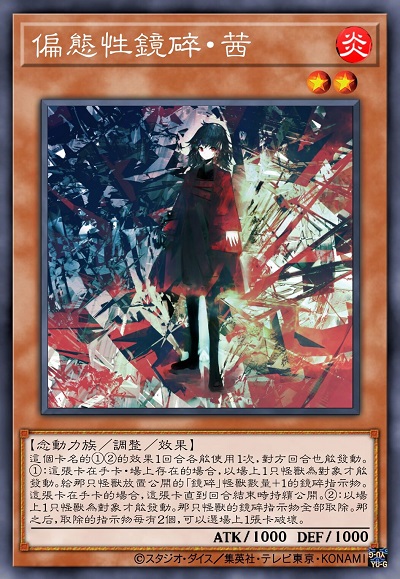 偏態性鏡碎・茜
炎
【念動力族/調整/效果】
這個卡名的①②的效果1回合各能使用1次,對方回合也能發動。
①:這張卡在手卡・場上存在的場合,以場上1只怪獸為對象才能
發動。給那只怪獸放置公開的「鏡碎」怪獸數量+1的鏡碎指示物。
這張卡在手卡的場合,這張卡直到回合結束時持續公開。②:以場
上1只怪獸為對象才能發動。那只怪獸的鏡碎指示物全部取除。那
之后,取除的指示物每有2個,可以選場上1張卡破壞。
ATK/1000 DEF/1000
©スタジオ・ダイス/集英社・テレビ東京・KONAMI